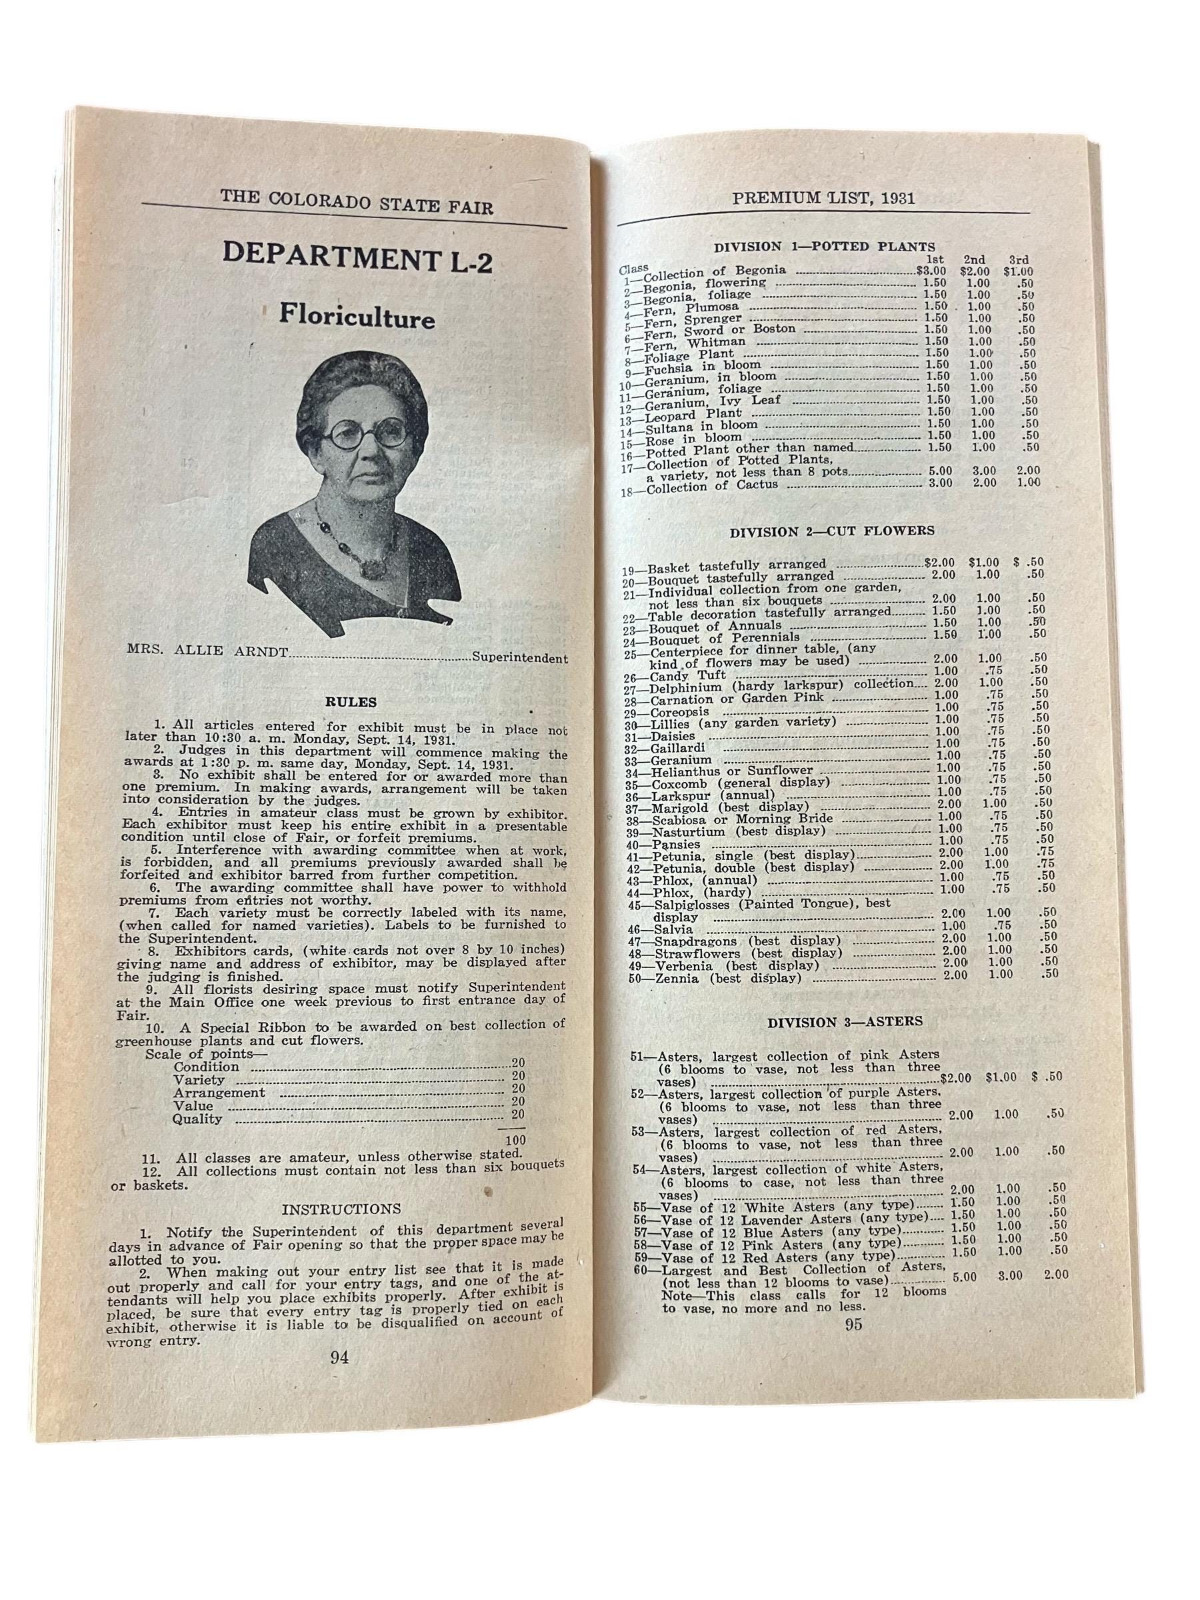 THE COLORADO STATE FAIR
DEPARTMENT L-2
Floriculture
MRS. ALLIE ARNDT Superintendent
RULES
1. All articles entered for exhibit must be in place not
later than 10:30 a. m. Monday, Sept. 14, 1931.
2. Judges in this department will commence making the
awards at 1:30 p. m. same day, Monday, Sept. 14, 1931.
3. No exhibit shall be entered for or awarded more than
one premium. In making awards, arrangement will be taken
into consideration by the judges.
4. Entries in amateur class must be grown by exhibitor.
Each exhibitor must keep his entire exhibit in a presentable
condition until close of Fair, or forfeit premiums.
5. Interference with awarding committee when at work,
is forbidden, and all premiums previously awarded shall be
forfeited and exhibitor barred from further competition.
6. The awarding committee shall have power to withhold
premiums from entries not worthy.
7. Each variety must be correctly labeled with its name,
(when called for named varieties). Labels to be furnished to
the Superintendent.
8. Exhibitors cards, (white cards not over 8 by 10 inches)
giving name and address of exhibitor, may be displayed after
the judging is finished.
9. All florists desiring space must notify Superintendent
at the Main Office one week previous to first entrance day of
Fair.
10. A Special Ribbon to be awarded on best collection of
greenhouse plants and cut flowers.
Scale of points—
Condition 20
Variety 20
Arrangement 20
Value 20
Quality 20
100
11. All classes are amateur, unless otherwise stated.
12. All collections must contain not less than six bouquets
or baskets.
INSTRUCTIONS
1. Notify the Superintendent of this department several
days in advance of Fair opening so that the proper space may be
allotted to you.
2. When making out your entry list see that it is made
out properly and call for your entry tags, and one of the at-
tendants will help you place exhibits properly. After exhibit is
placed, be sure that every entry tag is properly tied on each
exhibit, otherwise it is liable to be disqualified on account of
wrong entry.
94
PREMIUM LIST, 1931
DIVISION 1—POTTED PLANTS
Class 1st 2nd 3rd
1—Collection of Begonia $3.00 $2.00 $1.00
2—Begonia, flowering 1.50 1.00 .50
3—Begonia, foliage 1.50 1.00 .50
4—Fern, Plumosa 1.50 1.00 .50
5—Fern, Sprenger 1.50 1.00 .50
6—Fern, Sword or Boston 1.50 1.00 .50
7—Fern, Whitman 1.50 1.00 .50
8—Foliage Plant 1.50 1.00 .50
9—Fuchsia in bloom 1.50 1.00 .50
10—Geranium, in bloom 1.50 1.00 .50
11—Geranium, foliage 1.50 1.00 .50
12—Geranium, Ivy Leaf 1.50 1.00 .50
13—Leopard Plant 1.50 1.00 .50
14—Sultana in bloom 1.50 1.00 .50
15—Rose in bloom 1.50 1.00 .50
16—Potted Plant other than named 1.50 1.00 .50
17—Collection of Potted Plants,
a variety, not less than 8 pots 5.00 3.00 2.00
18—Collection of Cactus 3.00 2.00 1.00
DIVISION 2—CUT FLOWERS
19—Basket tastefully arranged $2.00 $1.00 $ .50
20—Bouquet tastefully arranged 2.00 1.00 .50
21—Individual collection from one garden,
not less than six bouquets 2.00 1.00 .50
22—Table decoration tastefully arranged 1.50 1.00 .50
23—Bouquet of Annuals 1.50 1.00 .50
24—Bouquet of Perennials 1.50 1.00 .50
25—Centerpiece for dinner table, (any
kind of flowers may be used) 2.00 1.00 .50
26—Candy Tuft 1.00 .75 .50
27—Delphinium (hardy larkspur) collection 2.00 1.00 .50
28—Carnation or Garden Pink 1.00 .75 .50
29—Coreopsis 1.00 .75 .50
30—Lillies (any garden variety) 1.00 .75 .50
31—Daisies 1.00 .75 .50
32—Gaillardi 1.00 .75 .50
33—Geranium 1.00 .75 .50
34—Helianthus or Sunflower 1.00 .75 .50
35—Coxcomb (general display) 1.00 .75 .50
36—Larkspur (annual) 1.00 .75 .50
37—Marigold (best display) 2.00 1.00 .50
38—Scabiosa or Morning Bride 1.00 .75 .50
39—Nasturtium (best display) 1.00 .75 .50
40—Pansies 1.00 .75 .50
41—Petunia, single (best display) 2.00 1.00 .75
42—Petunia, double (best display) 2.00 1.00 .75
43—Phlox, (annual) 1.00 .75 .50
44—Phlox, (hardy) 1.00 .75 .50
45—Salpiglosses (Painted Tongue), best
display 2.00 1.00 .50
46—Salvia 1.00 .75 .50
47—Snapdragons (best display) 2.00 1.00 .50
48—Strawflowers (best display) 2.00 1.00 .50
49—Verbenia (best display) 2.00 1.00 .50
50—Zennia (best display) 2.00 1.00 .50
DIVISION 3—ASTERS
51—Asters, largest collection of pink Asters
(6 blooms to vase, not less than three
vases) $2.00 $1.00 $ .50
52—Asters, largest collection of purple Asters,
(6 blooms to vase, not less than three
vases) 2.00 1.00 .50
53—Asters, largest collection of red Asters,
(6 blooms to vase, not less than three
vases) 2.00 1.00 .50
54—Asters, largest collection of white Asters,
(6 blooms to case, not less than three
vases) 2.00 1.00 .50
55—Vase of 12 White Asters (any type) 1.50 1.00 .50
56—Vase of 12 Lavender Asters (any type) 1.50 1.00 .50
57—Vase of 12 Blue Asters (any type) 1.50 1.00 .50
58—Vase of 12 Pink Asters (any type) 1.50 1.00 .50
59—Vase of 12 Red Asters (any type) 1.50 1.00 .50
60—Largest and Best Collection of Asters,
(not less than 12 blooms to vase) 5.00 3.00 2.00
Note—This class calls for 12 blooms
to vase, no more and no less.
95